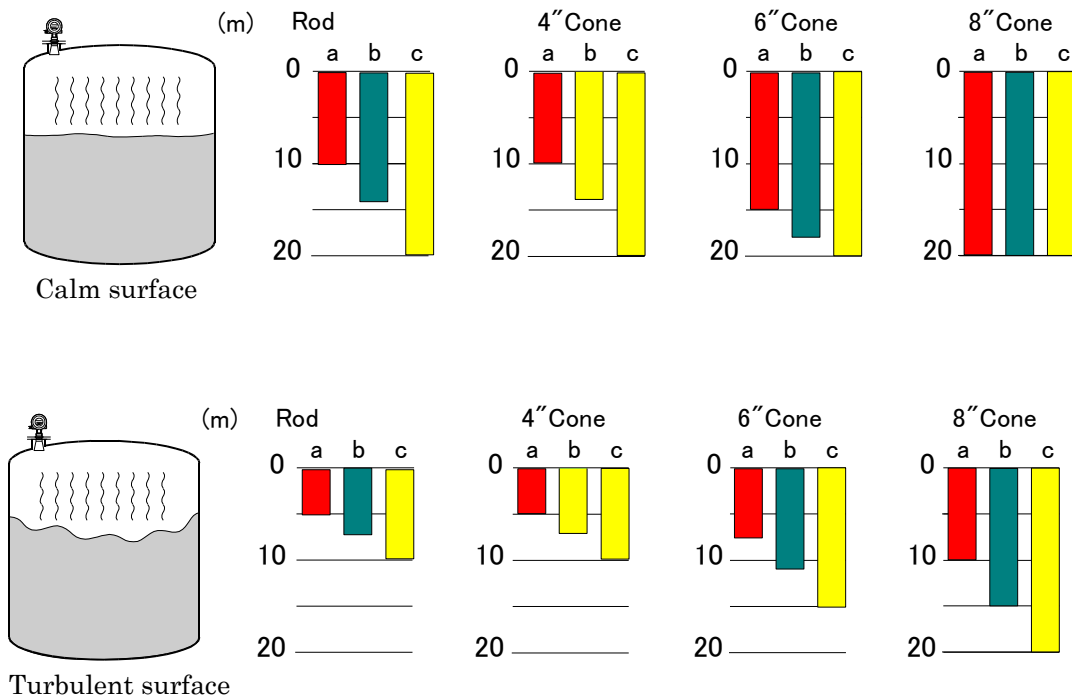 (m) Rod 4"Cone 6"Cone 8"Cone
a b c a b c a b c a b c
0 0 0 0
10 10 10 10
20 20 20 20
Calm surface
(m) Rod 4"Cone 6"Cone 8"Cone
a b c a b c a b c a b c
0 0 0 0
10 10 10 10
20 20 20 20
Turbulent surface